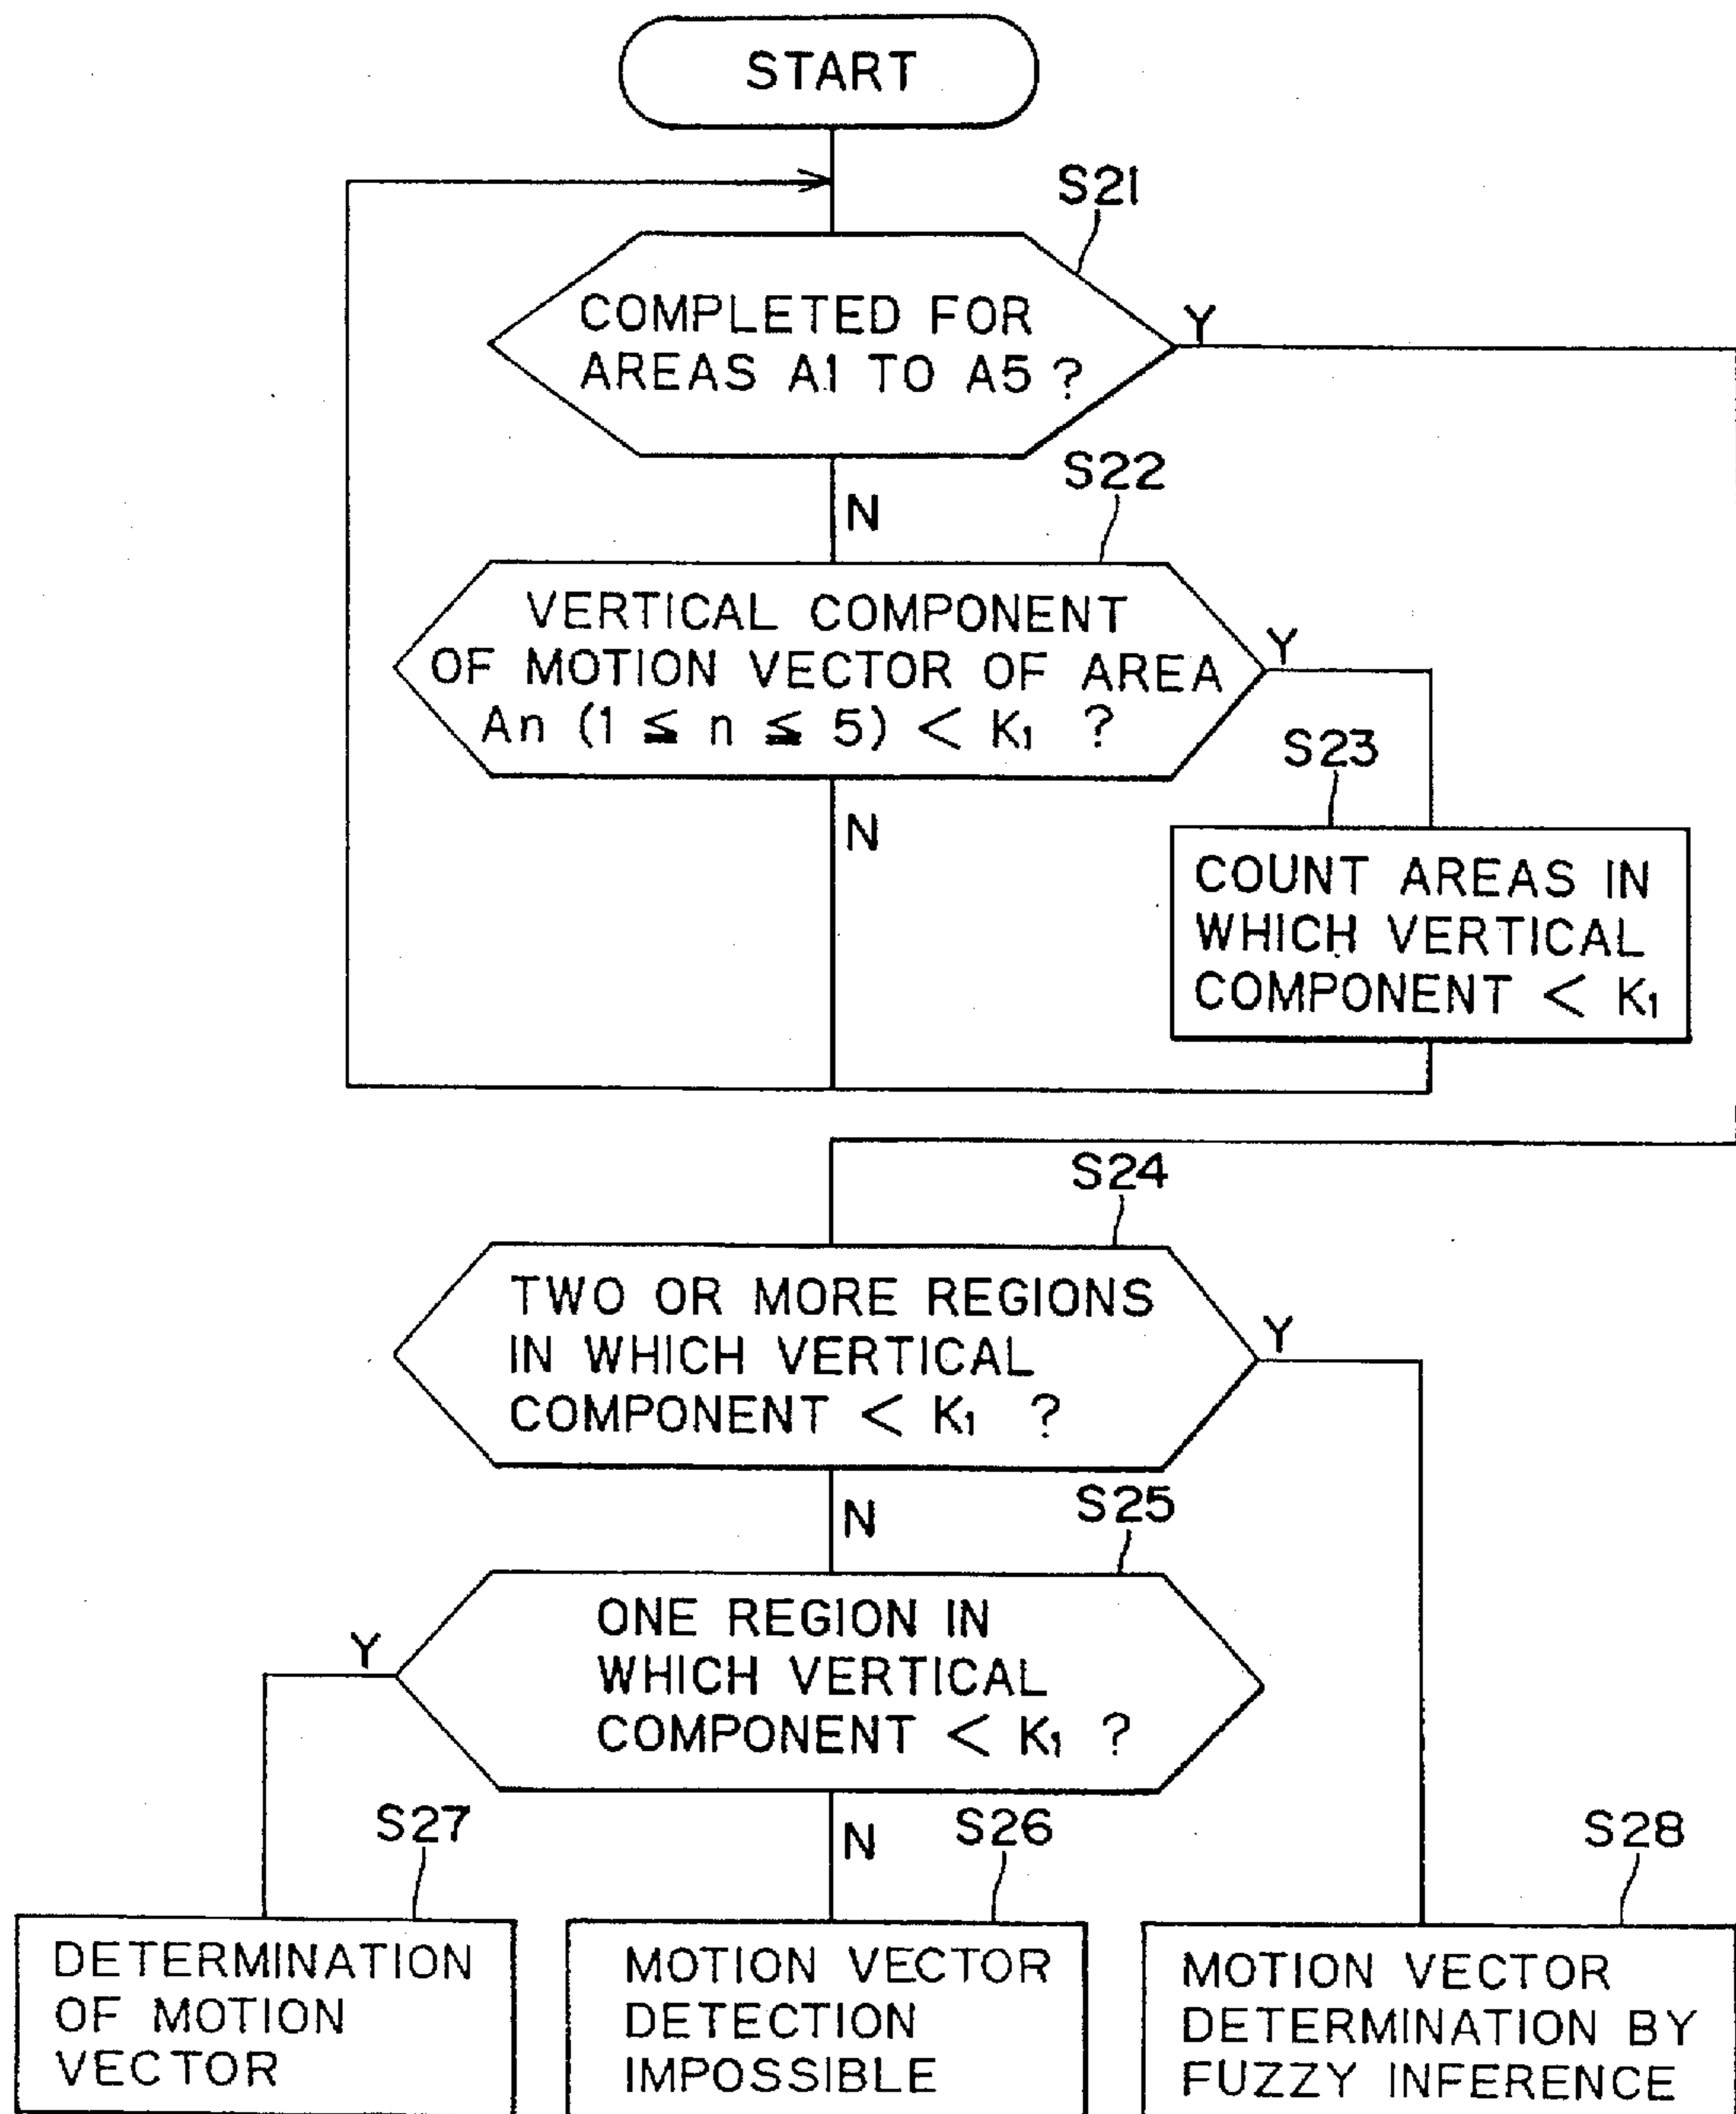 START
S21
COMPLETED FOR
AREAS A1 TO A5 ?
Y
N
S22
VERTICAL COMPONENT
OF MOTION VECTOR OF AREA
An (1 ≦ n ≦ 5) < K₁ ?
Y
N
S23
COUNT AREAS IN
WHICH VERTICAL
COMPONENT < K₁
S24
TWO OR MORE REGIONS
IN WHICH VERTICAL
COMPONENT < K₁ ?
Y
N
S25
ONE REGION IN
WHICH VERTICAL
COMPONENT < K₁ ?
Y
N
S27
DETERMINATION
OF MOTION
VECTOR
S26
MOTION VECTOR
DETECTION
IMPOSSIBLE
S28
MOTION VECTOR
DETERMINATION BY
FUZZY INFERENCE